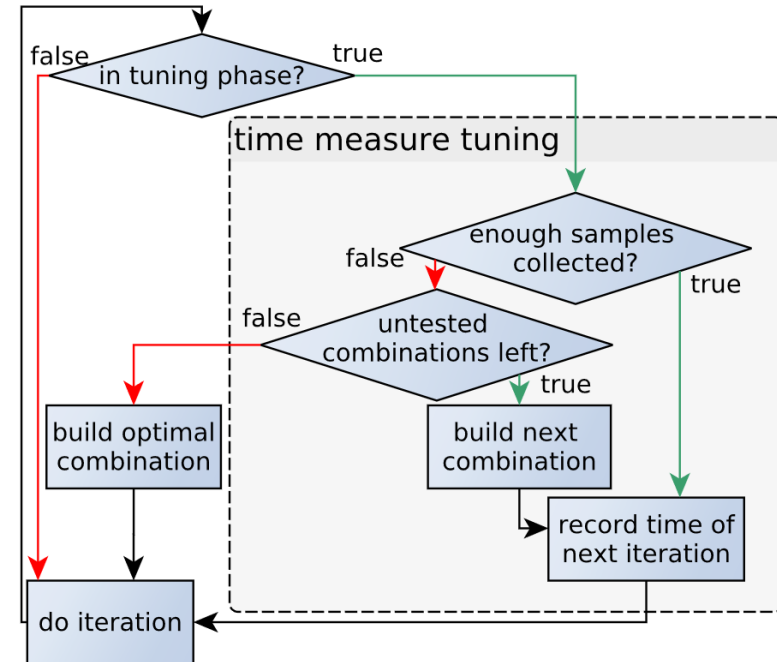 false
true
in tuning phase?
time measure tuning
enough samples
collected?
false
true
false
untested
combinations left?
true
build optimal
combination
build next
combination
record time of
next iteration
do iteration